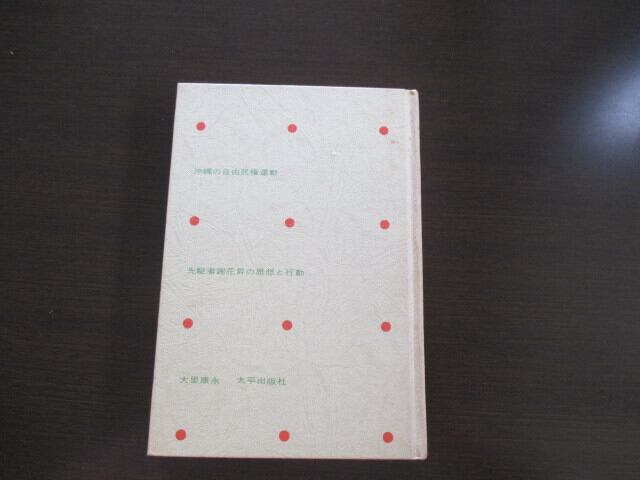 沖縄の自由民権運動
先駆者謝花昇の思想と行動
大里康永　太平出版社